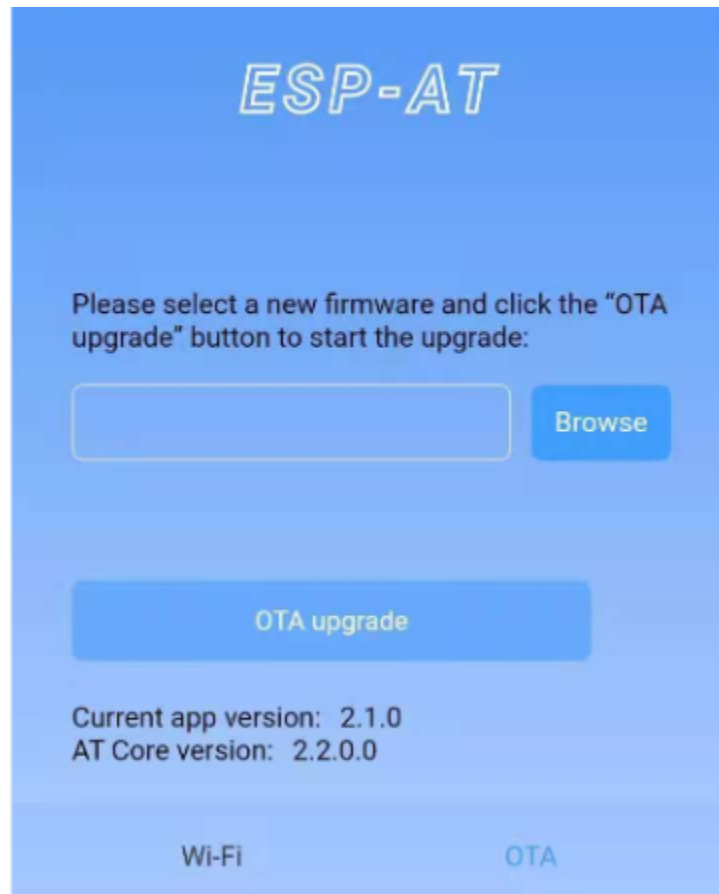 ESP-AT
Please select a new firmware and click the “OTA
upgrade” button to start the upgrade:
Browse
OTA upgrade
Current app version: 2.1.0
AT Core version: 2.2.0.0
Wi-Fi OTA